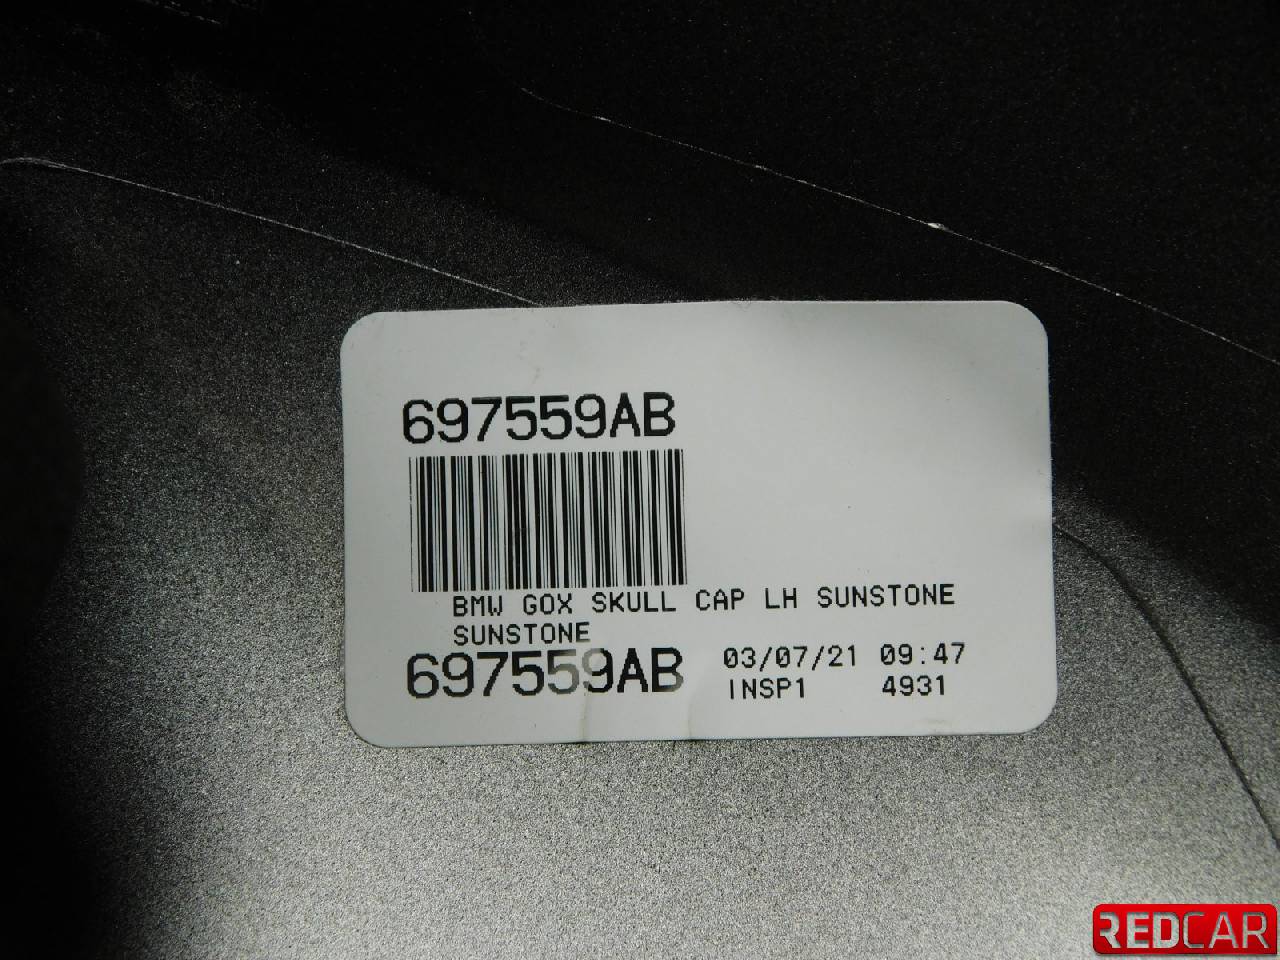 697559AB
BMW GOX SKULL CAP LH SUNSTONE
SUNSTONE
697559AB 03/07/21 09:47
INSP1 4931
REDCAR